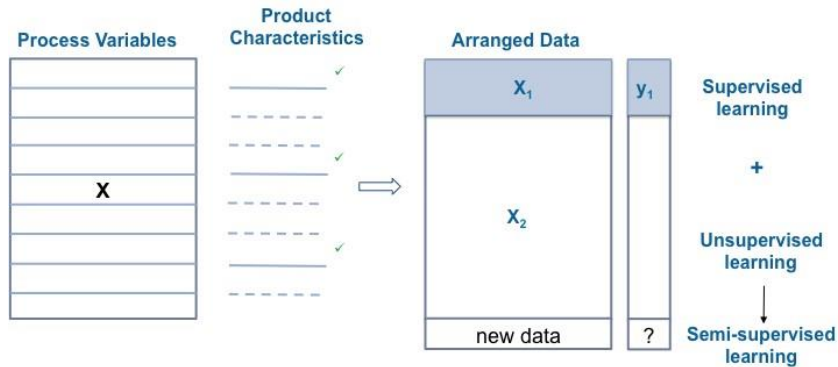 Process Variables
Product
Characteristics
Arranged Data
X
X₁
y₁
X₂
new data
?
Supervised
learning
+
Unsupervised
learning
Semi-supervised
learning